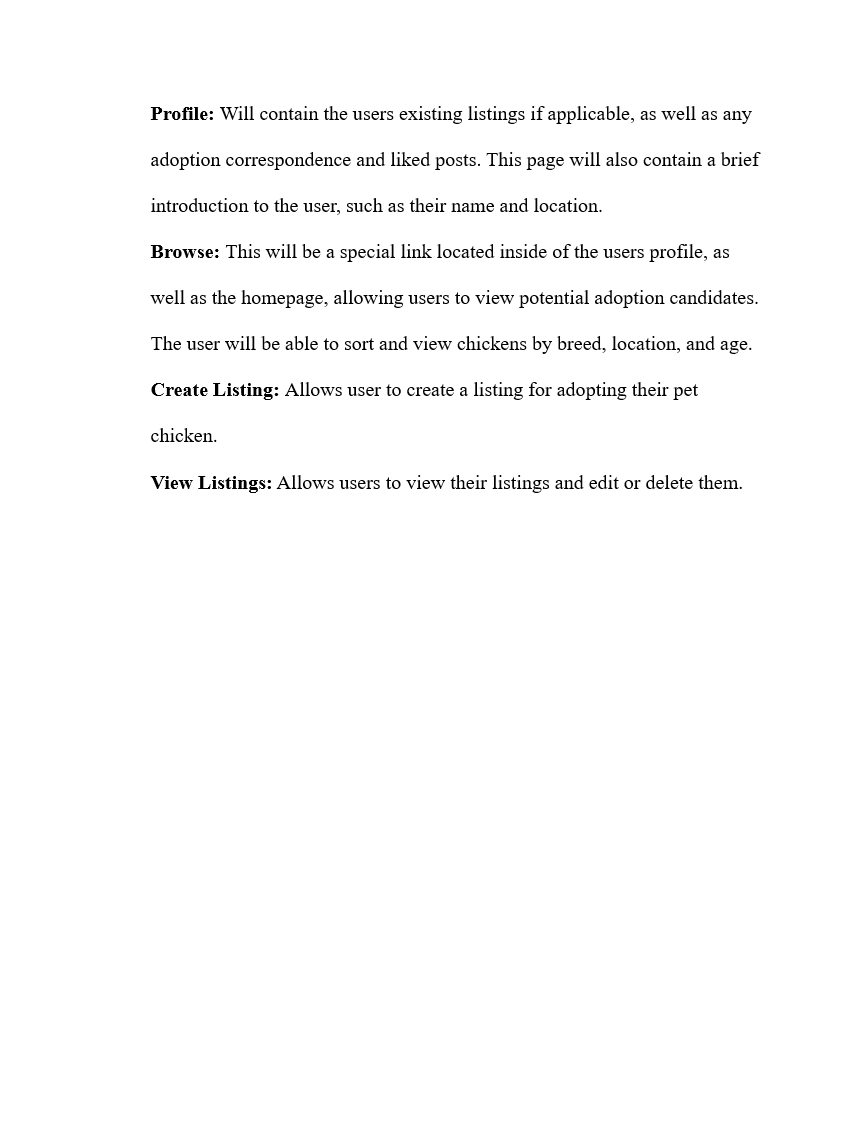 Profile: Will contain the users existing listings if applicable, as well as any
adoption correspondence and liked posts. This page will also contain a brief
introduction to the user, such as their name and location.
Browse: This will be a special link located inside of the users profile, as
well as the homepage, allowing users to view potential adoption candidates.
The user will be able to sort and view chickens by breed, location, and age.
Create Listing: Allows user to create a listing for adopting their pet
chicken.
View Listings: Allows users to view their listings and edit or delete them.